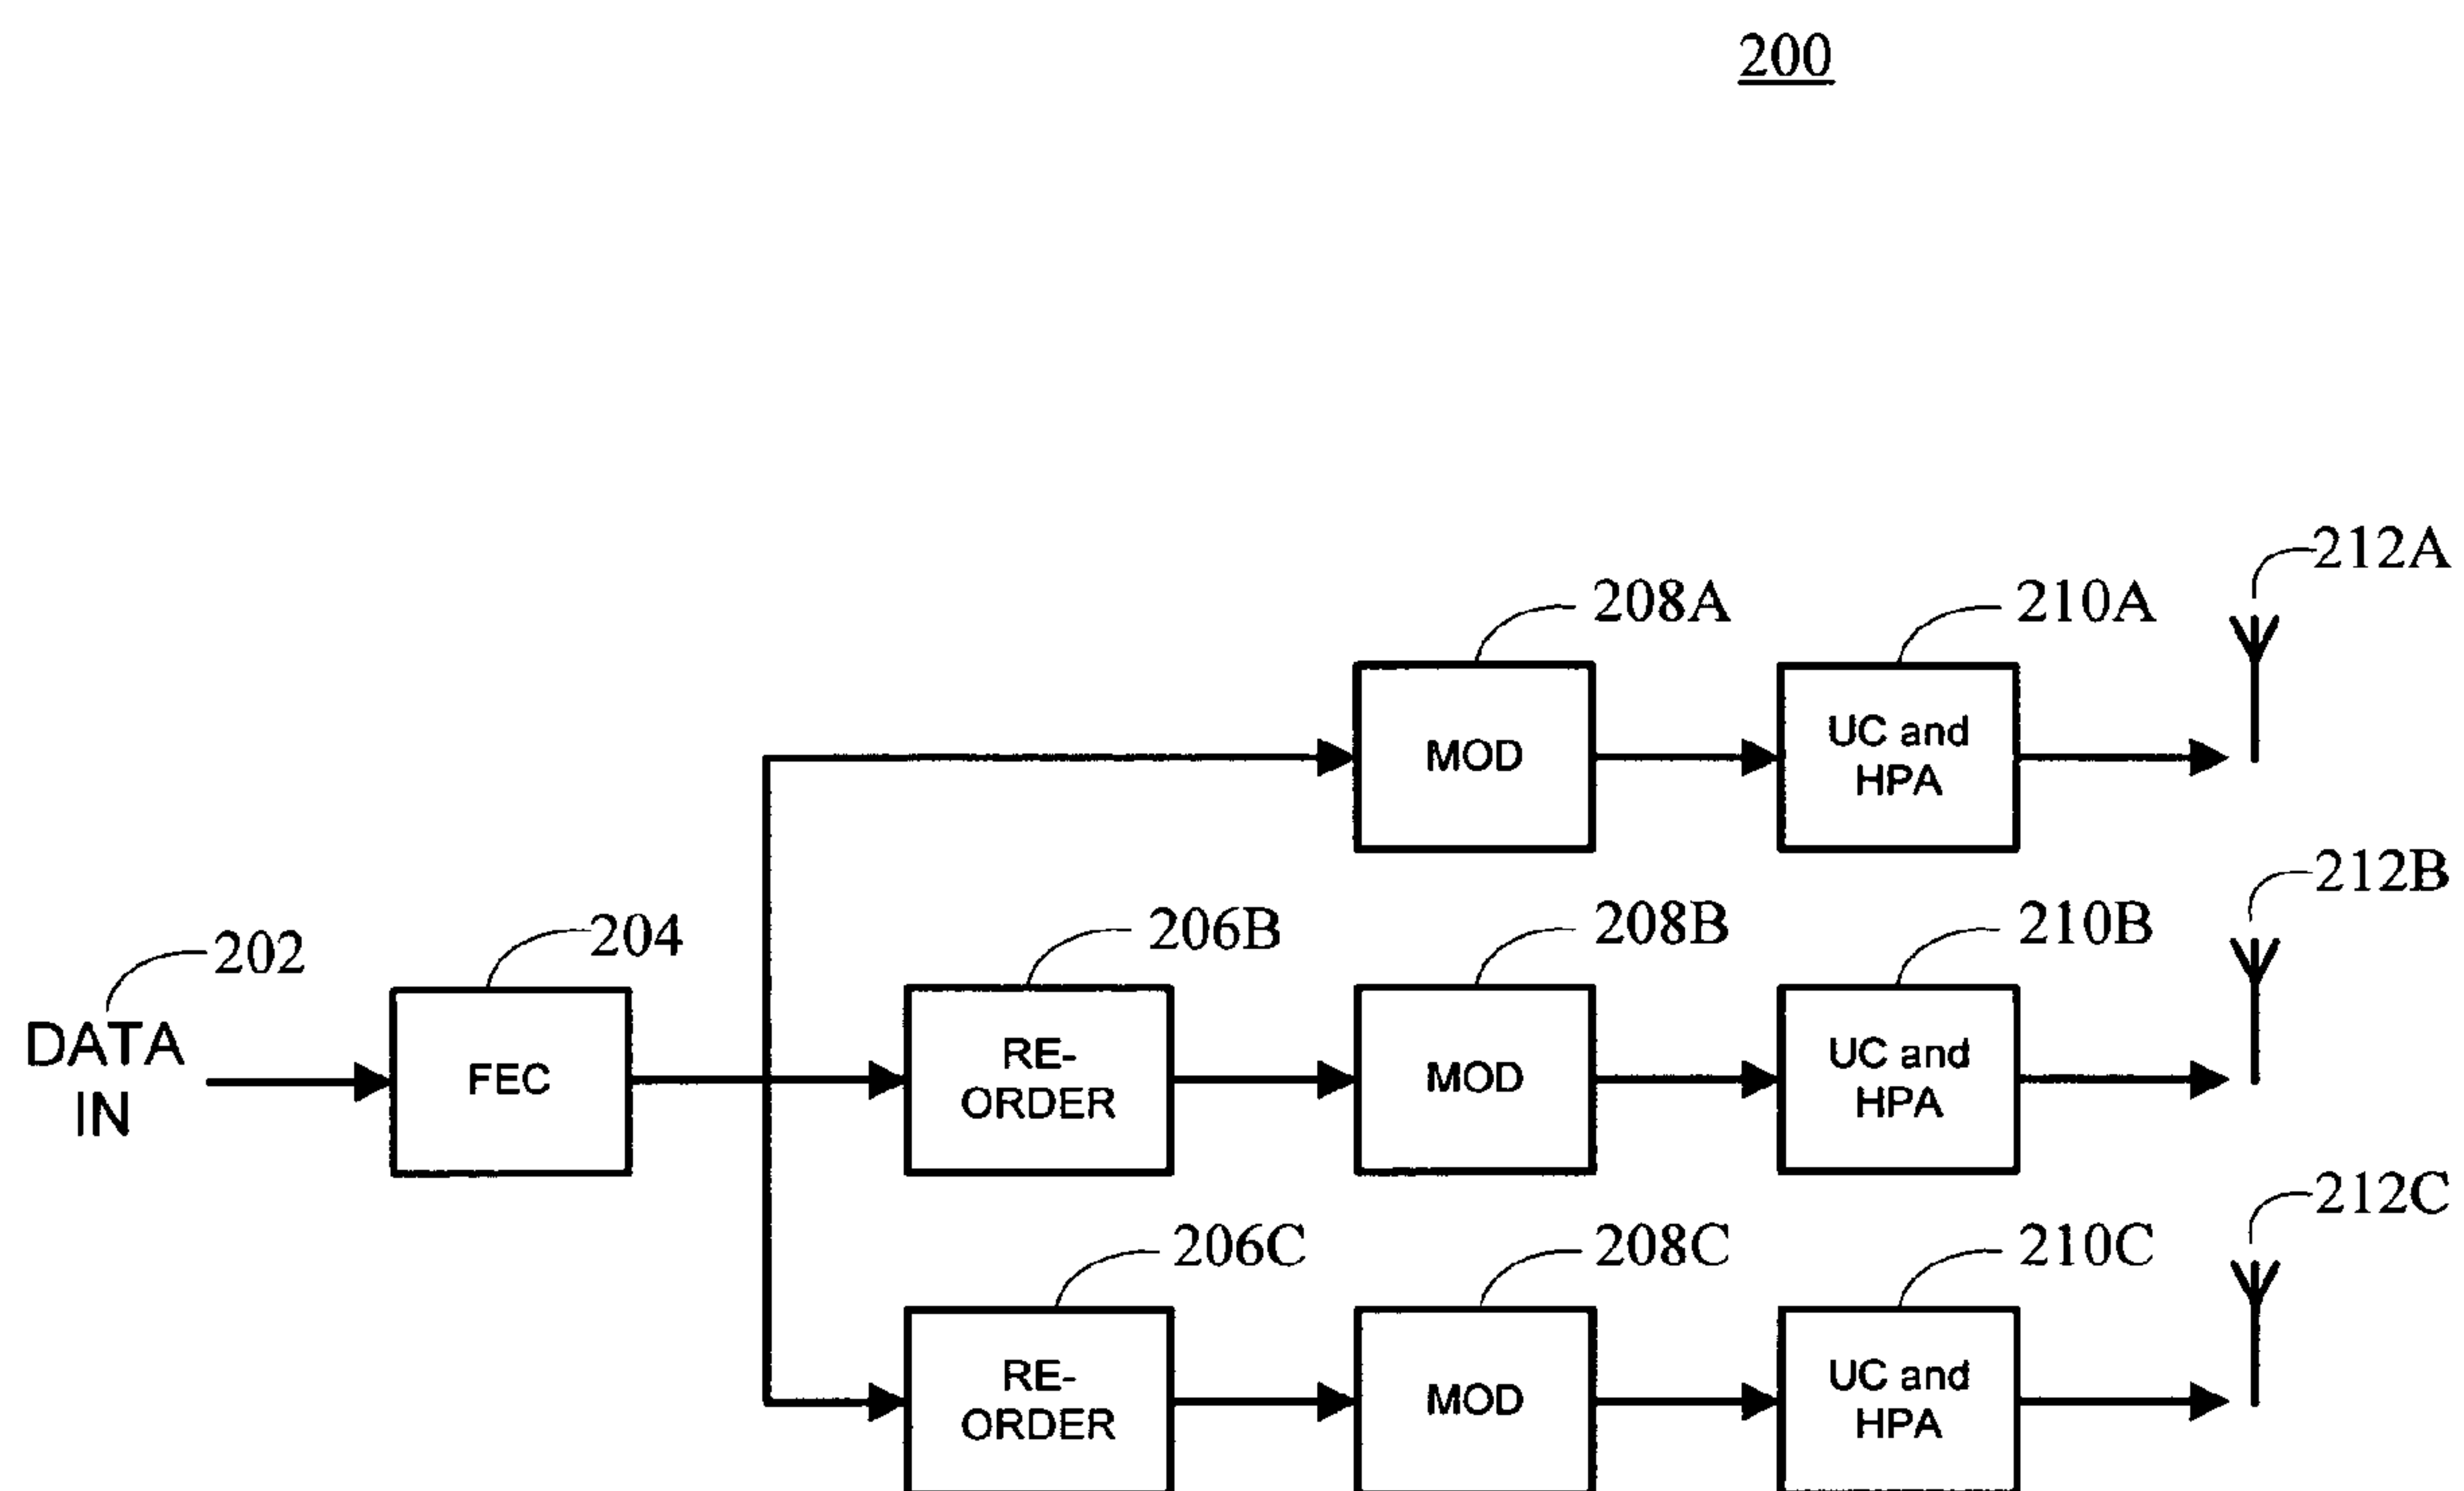 200
212A
208A
210A
MOD
UC and
HPA
212B
206B
208B
210B
202
204
DATA
IN
FEC
RE-
ORDER
MOD
UC and
HPA
212C
206C
208C
210C
RE-
ORDER
MOD
UC and
HPA